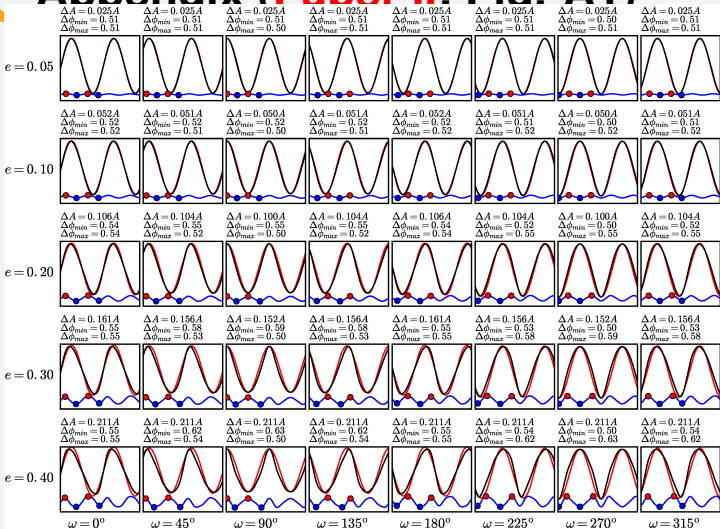 ΔA = 0.025A ΔA = 0.025A ΔA = 0.025A ΔA = 0.025A ΔA = 0.025A ΔA = 0.025A ΔA = 0.025A ΔA = 0.025A
Δφmin = 0.51 Δφmin = 0.51 Δφmin = 0.51 Δφmin = 0.51 Δφmin = 0.51 Δφmin = 0.51 Δφmin = 0.50 Δφmin = 0.51
Δφmax = 0.51 Δφmax = 0.51 Δφmax = 0.50 Δφmax = 0.51 Δφmax = 0.51 Δφmax = 0.51 Δφmax = 0.51 Δφmax = 0.51
e = 0.05
ΔA = 0.052A ΔA = 0.051A ΔA = 0.050A ΔA = 0.051A ΔA = 0.052A ΔA = 0.051A ΔA = 0.050A ΔA = 0.051A
Δφmin = 0.52 Δφmin = 0.52 Δφmin = 0.52 Δφmin = 0.52 Δφmin = 0.52 Δφmin = 0.51 Δφmin = 0.50 Δφmin = 0.51
Δφmax = 0.52 Δφmax = 0.51 Δφmax = 0.50 Δφmax = 0.51 Δφmax = 0.52 Δφmax = 0.52 Δφmax = 0.52 Δφmax = 0.52
e = 0.10
ΔA = 0.106A ΔA = 0.104A ΔA = 0.100A ΔA = 0.104A ΔA = 0.106A ΔA = 0.104A ΔA = 0.100A ΔA = 0.104A
Δφmin = 0.54 Δφmin = 0.55 Δφmin = 0.55 Δφmin = 0.55 Δφmin = 0.54 Δφmin = 0.52 Δφmin = 0.50 Δφmin = 0.52
Δφmax = 0.54 Δφmax = 0.52 Δφmax = 0.50 Δφmax = 0.52 Δφmax = 0.54 Δφmax = 0.55 Δφmax = 0.55 Δφmax = 0.55
e = 0.20
ΔA = 0.161A ΔA = 0.156A ΔA = 0.152A ΔA = 0.156A ΔA = 0.161A ΔA = 0.156A ΔA = 0.152A ΔA = 0.156A
Δφmin = 0.55 Δφmin = 0.58 Δφmin = 0.59 Δφmin = 0.58 Δφmin = 0.55 Δφmin = 0.53 Δφmin = 0.50 Δφmin = 0.53
Δφmax = 0.55 Δφmax = 0.53 Δφmax = 0.50 Δφmax = 0.53 Δφmax = 0.55 Δφmax = 0.58 Δφmax = 0.59 Δφmax = 0.58
e = 0.30
ΔA = 0.211A ΔA = 0.211A ΔA = 0.211A ΔA = 0.211A ΔA = 0.211A ΔA = 0.211A ΔA = 0.211A ΔA = 0.211A
Δφmin = 0.55 Δφmin = 0.62 Δφmin = 0.63 Δφmin = 0.62 Δφmin = 0.55 Δφmin = 0.54 Δφmin = 0.50 Δφmin = 0.54
Δφmax = 0.55 Δφmax = 0.54 Δφmax = 0.50 Δφmax = 0.54 Δφmax = 0.55 Δφmax = 0.62 Δφmax = 0.63 Δφmax = 0.62
e = 0.40
ω = 0° ω = 45° ω = 90° ω = 135° ω = 180° ω = 225° ω = 270° ω = 315°